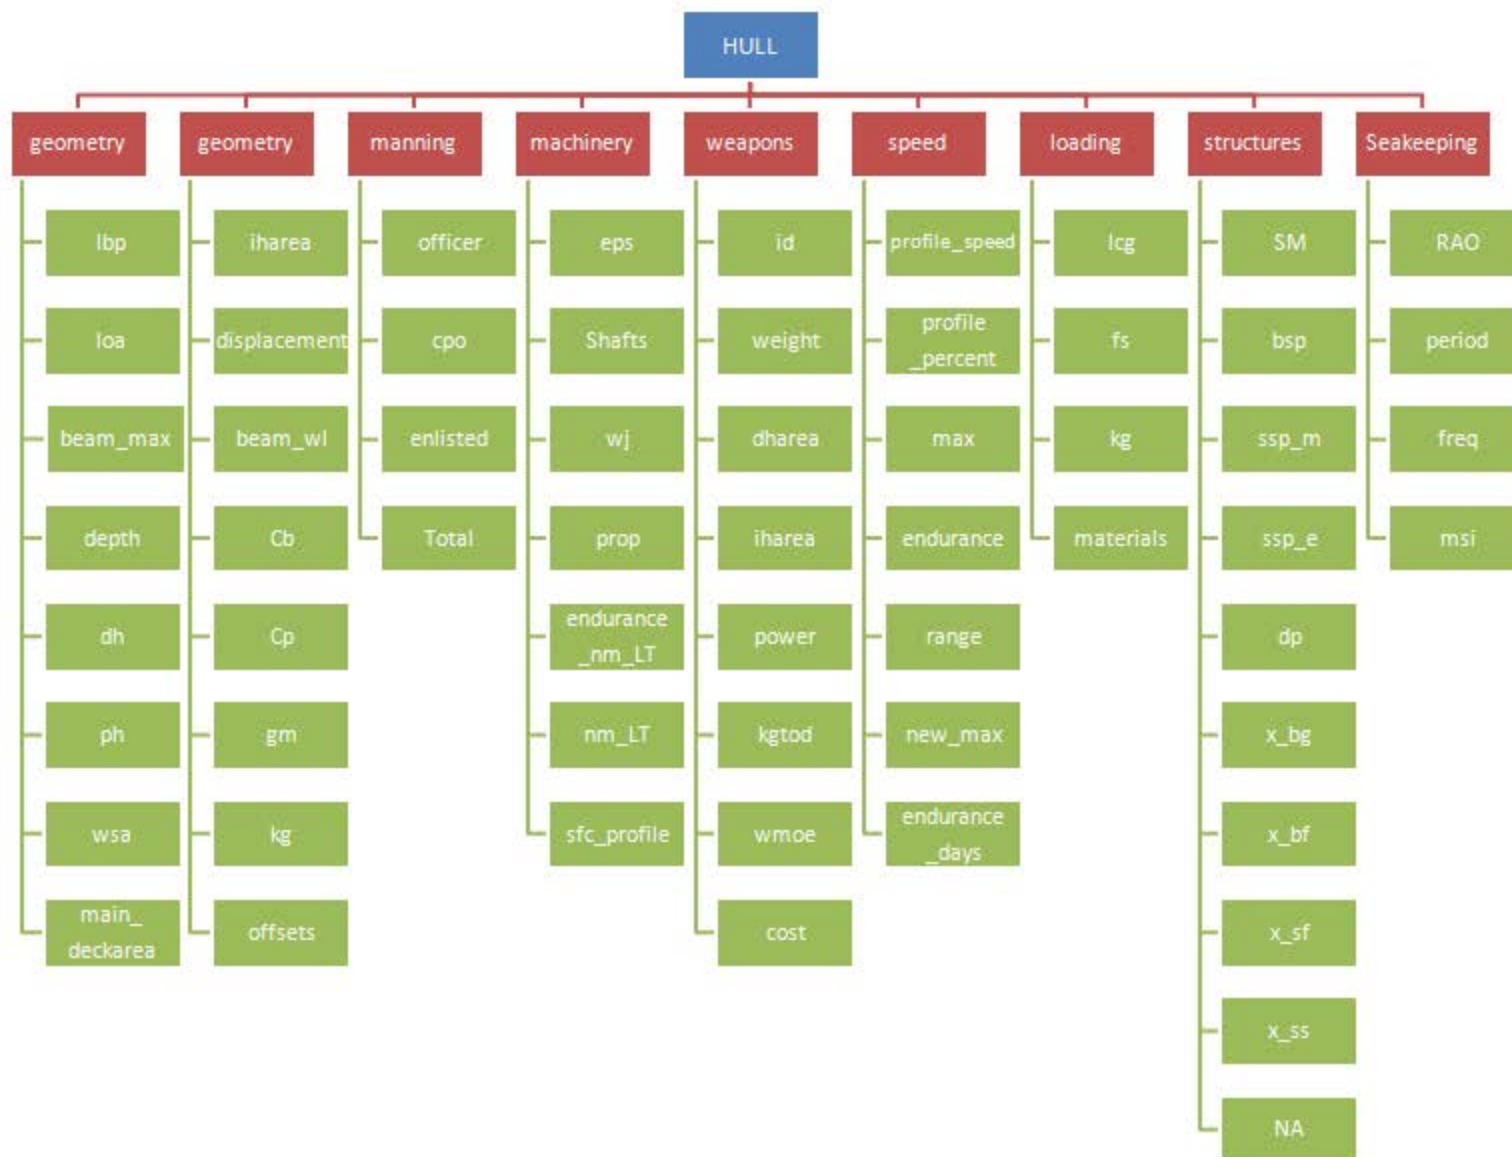 HULL
geometry
geometry
manning
machinery
weapons
speed
loading
structures
Seakeeping
lbp
iharea
officer
eps
id
profile_speed
lcg
SM
RAO
loa
displacement
cpo
Shafts
weight
profile
_percent
fs
bsp
period
beam_max
beam_wl
enlisted
wj
dharea
max
kg
ssp_m
freq
depth
Cb
Total
prop
iharea
endurance
materials
ssp_e
msi
dh
Cp
endurance
_nm_LT
power
range
dp
ph
gm
nm_LT
kgtod
new_max
x_bg
wsa
kg
sfc_profile
wmoe
endurance
_days
x_bf
main_
deckarea
offsets
cost
x_sf
x_ss
NA